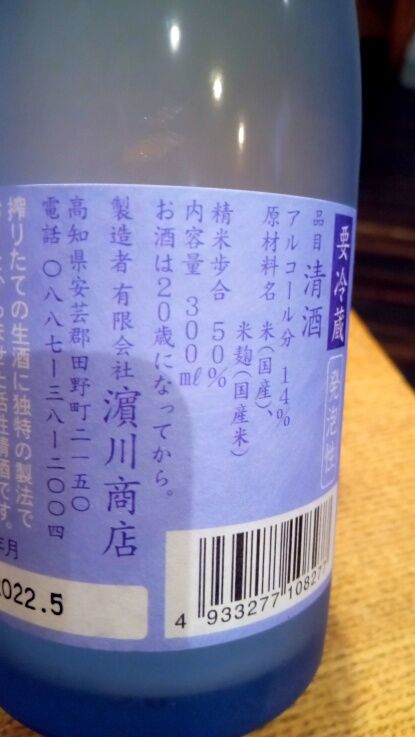 要冷蔵
発泡性
品目 清酒
アルコール分 14%
原材料名 米(国産)、
米麹(国産米)
精米歩合 50%
内容量 300ml
お酒は20歳になってから。
製造者 有限会社 濵川商店
高知県安芸郡田野町二一五〇
電話 〇八八七ー三八ー二〇〇四
搾りたての生酒に独特の製法で
活性清酒です。
年月
2022.5
4 933277 10827